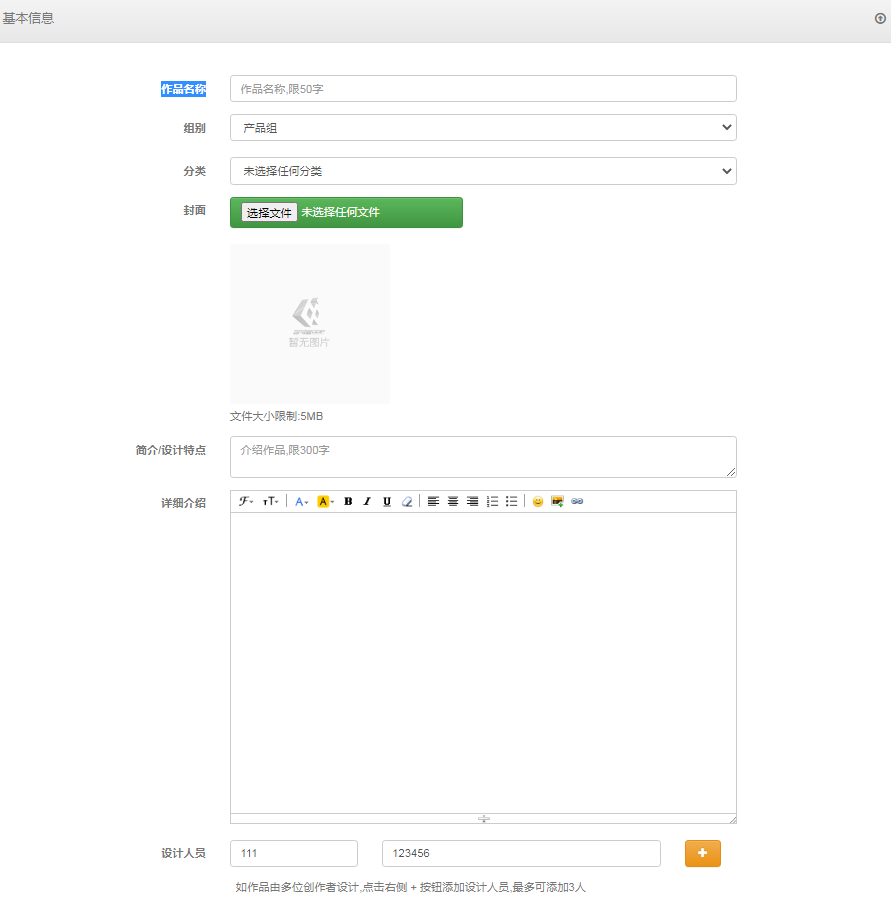 基本信息
作品名称 作品名称,限50字
组别 产品组
分类 未选择任何分类
封面 选择文件 未选择任何文件
暂无图片
文件大小限制:5MB
简介/设计特点 介绍作品,限300字
详细介绍
设计人员 111 123456 +
如作品由多位创作者设计,点击右侧 + 按钮添加设计人员,最多可添加3人